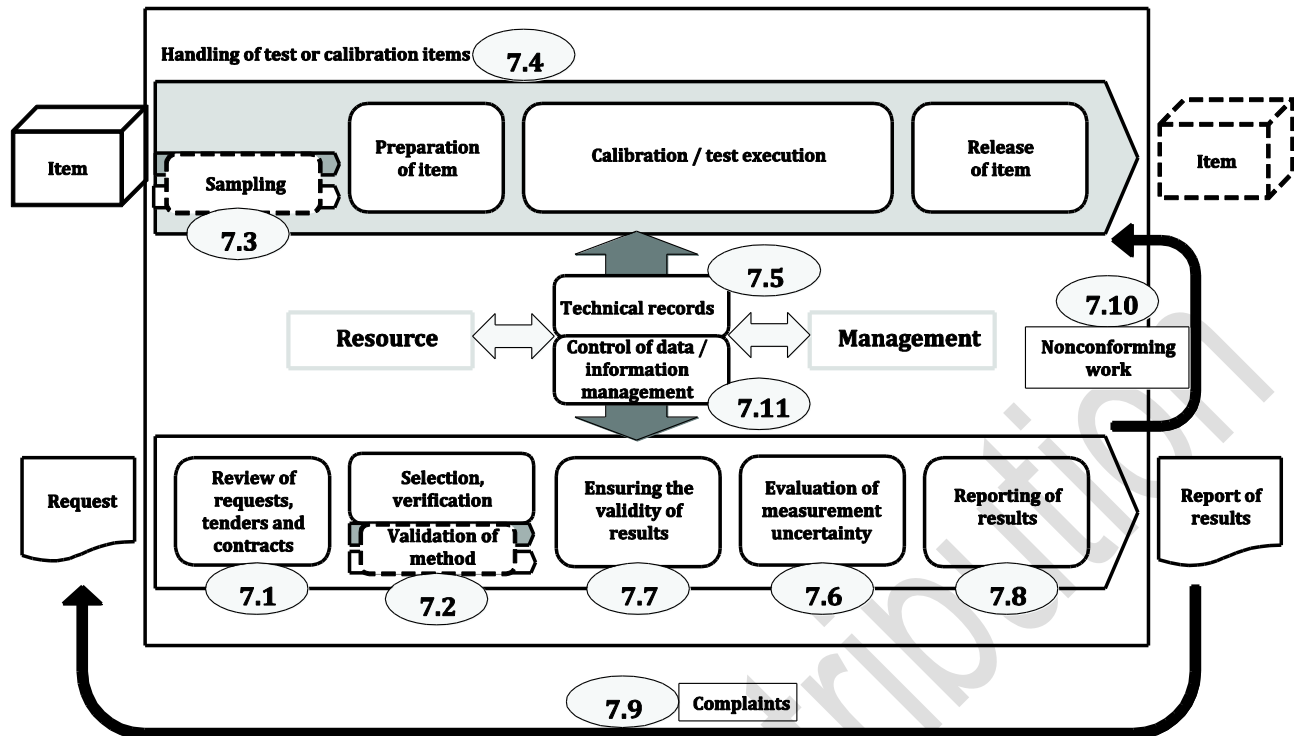 Handling of test or calibration items
7.4
Item
Sampling
7.3
Preparation
of item
Calibration / test execution
Release
of item
Item
7.5
Technical records
Resource
Management
Control of data /
information
management
7.11
7.10
Nonconforming
work
Request
Review of
requests,
tenders and
contracts
7.1
Selection,
verification
Validation of
method
7.2
Ensuring the
validity of
results
7.7
Evaluation of
measurement
uncertainty
7.6
Reporting of
results
7.8
Report of
results
7.9
Complaints
tribution